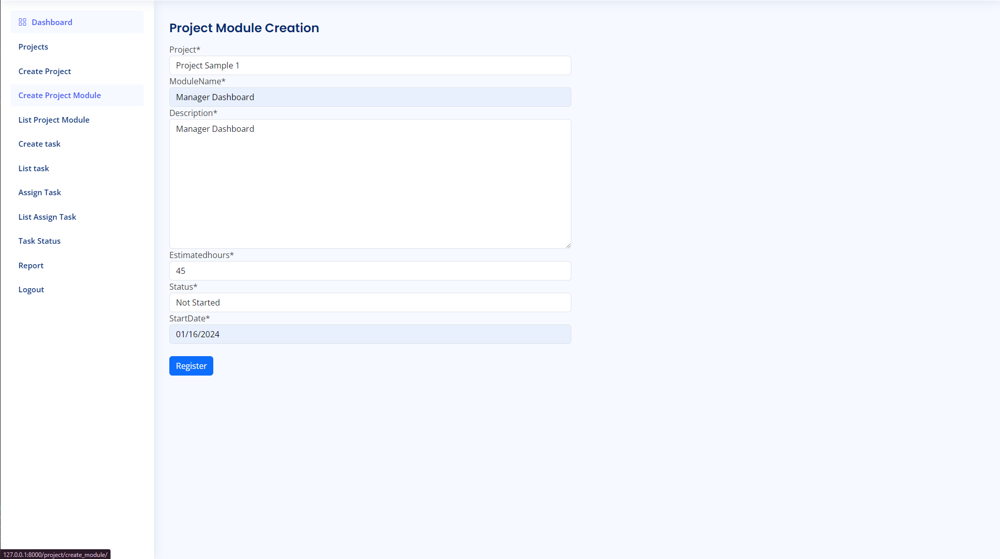 Dashboard
Projects
Create Project
Create Project Module
List Project Module
Create task
List task
Assign Task
List Assign Task
Task Status
Report
Logout
Project Module Creation
Project*
Project Sample 1
ModuleName*
Manager Dashboard
Description*
Manager Dashboard
Estimatedhours*
45
Status*
Not Started
StartDate*
01/16/2024
Register
127.0.0.1:8000/project/create_module/